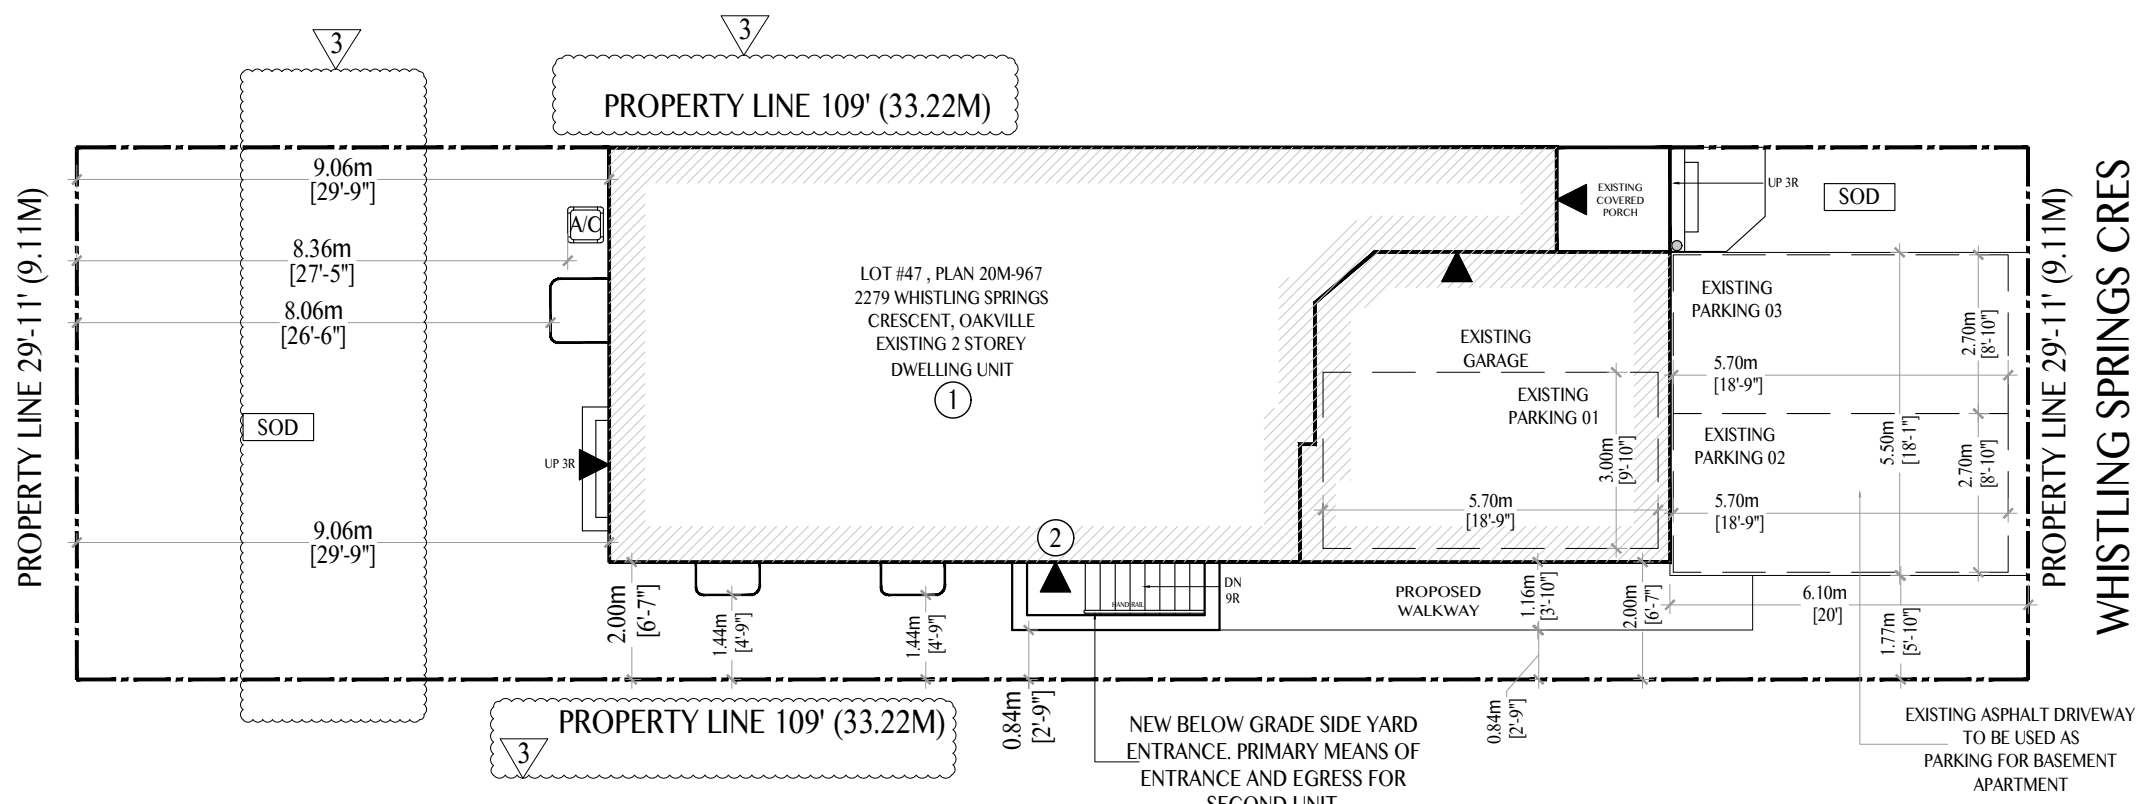 3
3
PROPERTY LINE 109' (33.22M)
PROPERTY LINE 29'-11' (9.11M)
9.06m
[29'-9"]
A/C
8.36m
[27'-5"]
8.06m
[26'-6"]
SOD
UP 3R
9.06m
[29'-9"]
LOT #47 , PLAN 20M-967
2279 WHISTLING SPRINGS
CRESCENT, OAKVILLE
EXISTING 2 STOREY
DWELLING UNIT
1
2
EXISTING
COVERED
PORCH
UP 3R
SOD
EXISTING
GARAGE
EXISTING
PARKING 01
3.00m
[9'-10"]
5.70m
[18'-9"]
EXISTING
PARKING 03
5.70m
[18'-9"]
2.70m
[8'-10"]
EXISTING
PARKING 02
5.70m
[18'-9"]
5.50m
[18'-1"]
2.70m
[8'-10"]
PROPERTY LINE 29'-11' (9.11M)
WHISTLING SPRINGS CRES
2.00m
[6'-7"]
1.44m
[4'-9"]
1.44m
[4'-9"]
HAND RAIL
DN
9R
PROPOSED
WALKWAY
1.16m
[3'-10"]
2.00m
[6'-7"]
6.10m
[20']
1.77m
[5'-10"]
PROPERTY LINE 109' (33.22M)
3
0.84m
[2'-9"]
NEW BELOW GRADE SIDE YARD
ENTRANCE. PRIMARY MEANS OF
ENTRANCE AND EGRESS FOR
SECOND UNIT
0.84m
[2'-9"]
EXISTING ASPHALT DRIVEWAY
TO BE USED AS
PARKING FOR BASEMENT
APARTMENT